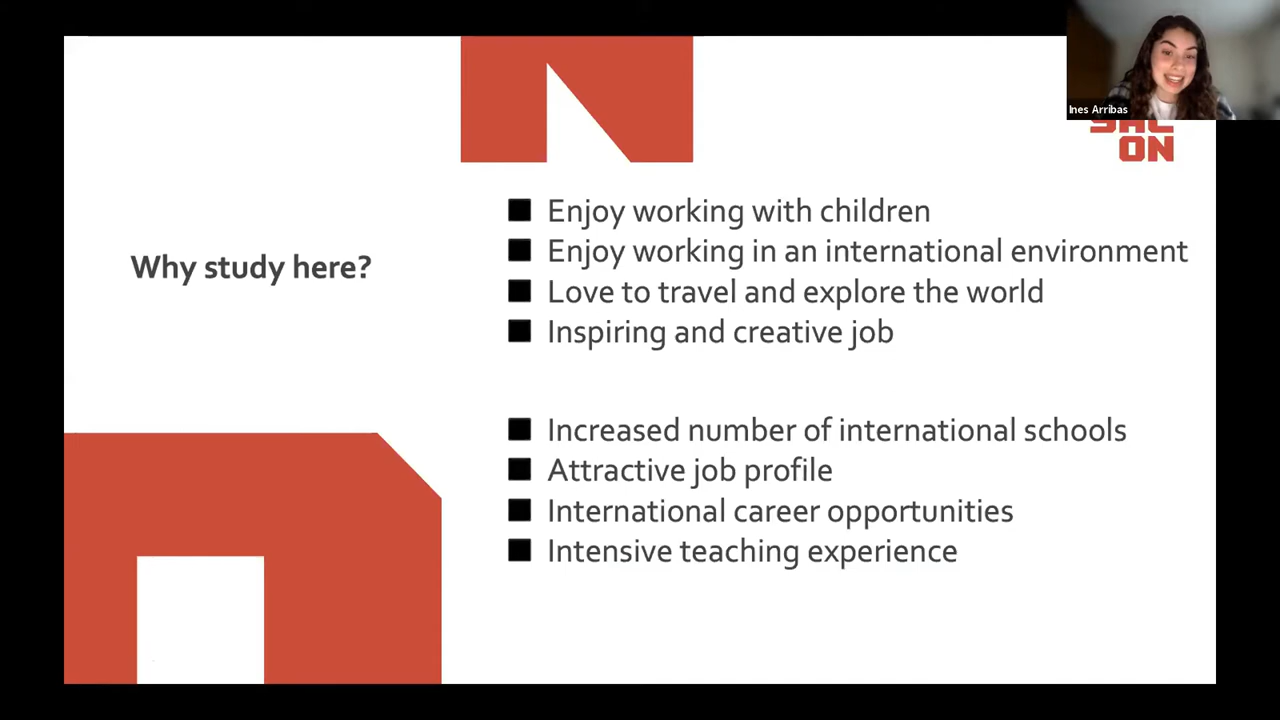 Ines Arribas
ON
Why study here?
Enjoy working with children
Enjoy working in an international environment
Love to travel and explore the world
Inspiring and creative job
Increased number of international schools
Attractive job profile
International career opportunities
Intensive teaching experience